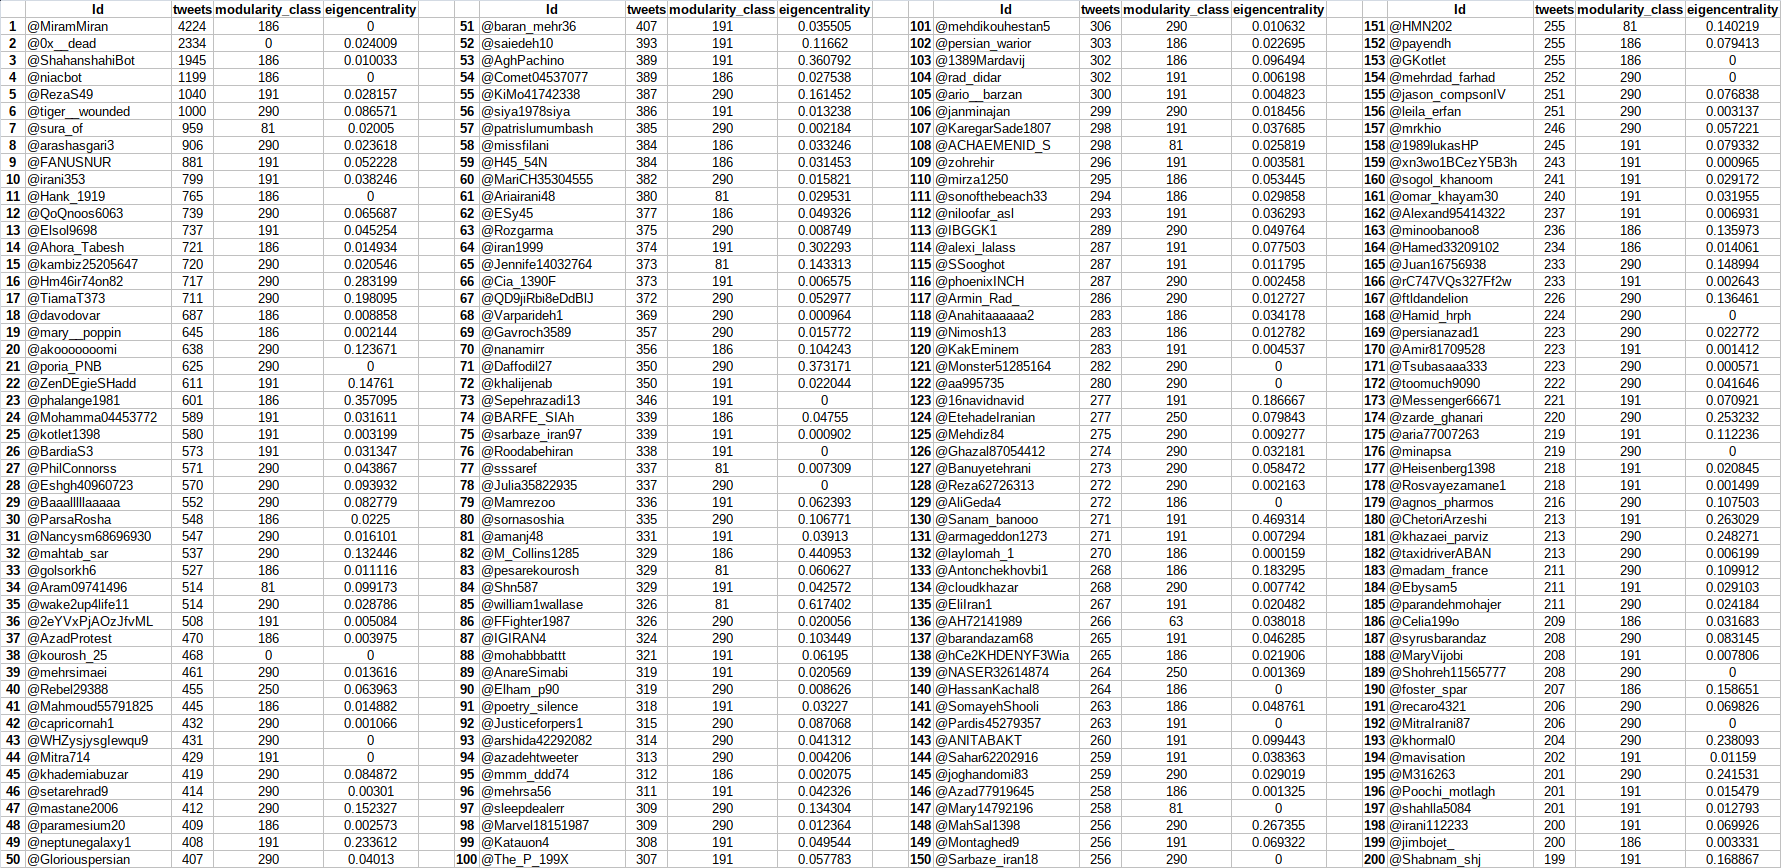 Id tweets modularity_class eigencentrality Id tweets modularity_class eigencentrality Id tweets modularity_class eigencentrality Id tweets modularity_class eigencentrality
1 @MiramMiran 4224 186 0 51 @baran_mehr36 407 191 0.035505 101 @mehdikouhestan5 306 290 0.010632 151 @HMN202 255 81 0.140219
2 @0x__dead 2334 0 0.024009 52 @saiedeh10 393 191 0.11662 102 @persian_warior 303 186 0.022695 152 @payendh 255 186 0.079413
3 @ShahanshahiBot 1945 186 0.010033 53 @AghPachino 389 191 0.360792 103 @1389Mardavij 302 186 0.096494 153 @GKotlet 255 186 0
4 @niacbot 1199 186 0 54 @Comet04537077 389 186 0.027538 104 @rad_didar 302 191 0.006198 154 @mehrdad_farhad 252 290 0
5 @RezaS49 1040 191 0.028157 55 @KiMo41742338 387 290 0.161452 105 @ario__barzan 300 191 0.004823 155 @jason_compsonIV 251 290 0.076838
6 @tiger__wounded 1000 290 0.086571 56 @siya1978siya 386 191 0.013238 106 @janminajan 299 290 0.018456 156 @leila_erfan 251 290 0.003137
7 @sura_of 959 81 0.02005 57 @patrislumumbash 385 290 0.002184 107 @KaregarSade1807 298 191 0.037685 157 @mrkhio 246 290 0.057221
8 @arashasgari3 906 290 0.023618 58 @missfilani 384 186 0.033246 108 @ACHAEMENID_S 298 81 0.025819 158 @1989lukasHP 245 191 0.079332
9 @FANUSNUR 881 191 0.052228 59 @H45_54N 384 186 0.031453 109 @zohrehir 296 191 0.003581 159 @xn3wo1BCezY5B3h 243 191 0.000965
10 @irani353 799 191 0.038246 60 @MariCH35304555 382 290 0.015821 110 @mirza1250 295 186 0.053445 160 @sogol_khanoom 241 191 0.029172
11 @Hank_1919 765 186 0 61 @Ariairani48 380 81 0.029531 111 @sonofthebeach33 294 186 0.029858 161 @omar_khayam30 240 191 0.031955
12 @QoQnoos6063 739 290 0.065687 62 @ESy45 377 186 0.049326 112 @niloofar_asl 293 191 0.036293 162 @Alexand95414322 237 191 0.006931
13 @Elsol9698 737 191 0.045254 63 @Rozgarma 375 290 0.008749 113 @IBGGK1 289 290 0.049764 163 @minoobanoo8 236 186 0.135973
14 @Ahora_Tabesh 721 186 0.014934 64 @iran1999 374 191 0.302293 114 @alexi_lalass 287 191 0.077503 164 @Hamed33209102 234 186 0.014061
15 @kambiz25205647 720 290 0.020546 65 @Jennife14032764 373 81 0.143313 115 @SSooghot 287 191 0.011795 165 @Juan16756938 233 290 0.148994
16 @Hm46ir74on82 717 290 0.283199 66 @Cia_1390F 373 191 0.006575 116 @phoenixINCH 287 290 0.002458 166 @rC747VQs327Ff2w 233 191 0.002643
17 @TiamaT373 711 290 0.198095 67 @QD9jiRbi8eDdBIJ 372 290 0.052977 117 @Armin_Rad_ 286 290 0.012727 167 @ftldandelion 226 290 0.136461
18 @davodovar 687 186 0.008858 68 @Varparideh1 369 290 0.000964 118 @Anahitaaaaaa2 283 186 0.034178 168 @Hamid_hrph 224 290 0
19 @mary__poppin 645 186 0.002144 69 @Gavroch3589 357 290 0.015772 119 @Nimosh13 283 186 0.012782 169 @persianazad1 223 290 0.022772
20 @akooooooomi 638 290 0.123671 70 @nanamirr 356 186 0.104243 120 @KakEminem 283 191 0.004537 170 @Amir81709528 223 191 0.001412
21 @poria_PNB 625 290 0 71 @Daffodil27 350 290 0.373171 121 @Monster51285164 282 290 0 171 @Tsubasaaa333 223 290 0.000571
22 @ZenDEgieSHadd 611 191 0.14761 72 @khalijenab 350 191 0.022044 122 @aa995735 280 290 0 172 @toomuch9090 222 290 0.041646
23 @phalange1981 601 186 0.357095 73 @Sepehrazadi13 346 191 0 123 @16navidnavid 277 191 0.186667 173 @Messenger66671 221 191 0.070921
24 @Mohamma04453772 589 191 0.031611 74 @BARFE_SIAh 339 186 0.04755 124 @EtehadeIranian 277 250 0.079843 174 @zarde_ghanari 220 290 0.253232
25 @kotlet1398 580 191 0.003199 75 @sarbaze_iran97 339 191 0.000902 125 @Mehdiz84 275 290 0.009277 175 @aria77007263 219 191 0.112236
26 @BardiaS3 573 191 0.031347 76 @Roodabehiran 338 191 0 126 @Ghazal87054412 274 290 0.032181 176 @minapsa 219 290 0
27 @PhilConnorss 571 290 0.043867 77 @sssaref 337 81 0.007309 127 @Banuyetehrani 273 290 0.058472 177 @Heisenberg1398 218 191 0.020845
28 @Eshgh40960723 570 290 0.093932 78 @Julia35822935 337 290 0 128 @Reza62726313 272 290 0.002163 178 @Rosvayezamane1 218 191 0.001499
29 @Baaalllllaaaaa 552 290 0.082779 79 @Mamrezoo 336 191 0.062393 129 @AliGeda4 272 186 0 179 @agnos_pharmos 216 290 0.107503
30 @ParsaRosha 548 186 0.0225 80 @sornasoshia 335 290 0.106771 130 @Sanam_banooo 271 191 0.469314 180 @ChetoriArzeshi 213 191 0.263029
31 @Nancysm68696930 547 290 0.016101 81 @amanj48 331 191 0.03913 131 @armageddon1273 271 191 0.007294 181 @khazaei_parviz 213 290 0.248271
32 @mahtab_sar 537 290 0.132446 82 @M_Collins1285 329 186 0.440953 132 @laylomah_1 270 186 0.000159 182 @taxidriverABAN 213 290 0.006199
33 @golsorkh6 527 186 0.011116 83 @pesarekourosh 329 81 0.060627 133 @Antonchekhovbi1 268 186 0.183295 183 @madam_france 211 290 0.109912
34 @Aram09741496 514 81 0.099173 84 @Shn587 329 191 0.042572 134 @cloudkhazar 268 290 0.007742 184 @Ebysam5 211 191 0.029103
35 @wake2up4life11 514 290 0.028786 85 @william1wallase 326 81 0.617402 135 @EliIran1 267 191 0.020482 185 @parandehmohajer 211 290 0.024184
36 @2eYVxPjAOzJfvML 508 191 0.005084 86 @FFighter1987 326 290 0.020056 136 @AH72141989 266 63 0.038018 186 @Celia199o 209 186 0.031683
37 @AzadProtest 470 186 0.003975 87 @IGIRAN4 324 290 0.103449 137 @barandazam68 265 191 0.046285 187 @syrusbarandaz 208 290 0.083145
38 @kourosh_25 468 0 0 88 @mohabbbattt 321 191 0.06195 138 @hCe2KHDENYF3Wia 265 186 0.021906 188 @MaryVijobi 208 191 0.007806
39 @mehrsimaei 461 290 0.013616 89 @AnareSimabi 319 191 0.020569 139 @NASER32614874 264 250 0.001369 189 @Shohreh11565777 208 290 0
40 @Rebel29388 455 250 0.063963 90 @Elham_p90 319 290 0.008626 140 @HassanKachal8 264 186 0 190 @foster_spar 207 186 0.158651
41 @Mahmoud55791825 445 186 0.014882 91 @poetry_silence 318 191 0.03227 141 @SomayehShooli 263 186 0.048761 191 @recaro4321 206 290 0.069826
42 @capricornah1 432 290 0.001066 92 @Justiceforpers1 315 290 0.087068 142 @Pardis45279357 263 191 0 192 @MitraIrani87 206 290 0
43 @WHZysjysgIewqu9 431 290 0 93 @arshida42292082 314 290 0.041312 143 @ANITABAKT 260 191 0.099443 193 @khormal0 204 290 0.238093
44 @Mitra714 429 191 0 94 @azadehtweeter 313 290 0.004206 144 @Sahar62202916 259 191 0.038363 194 @mavisation 202 191 0.01159
45 @khademiabuzar 419 290 0.084872 95 @mmm_ddd74 312 186 0.002075 145 @joghandomi83 259 290 0.029019 195 @M316263 201 290 0.241531
46 @setarehrad9 414 290 0.00301 96 @mehrsa56 311 191 0.042326 146 @Azad77919645 258 186 0.001325 196 @Poochi_motlagh 201 191 0.015479
47 @mastane2006 412 290 0.152327 97 @sleepdealerr 309 290 0.134304 147 @Mary14792196 258 81 0 197 @shahlla5084 201 191 0.012793
48 @paramesium20 409 186 0.002573 98 @Marvel18151987 309 290 0.012364 148 @MahSal1398 256 290 0.267355 198 @irani112233 200 191 0.069926
49 @neptunegalaxy1 408 191 0.233612 99 @Katauon4 308 191 0.049544 149 @Montaghed9 256 191 0.069322 199 @jimbojet_ 200 191 0.003331
50 @Gloriouspersian 407 290 0.04013 100 @The_P_199X 307 191 0.057783 150 @Sarbaze_iran18 256 290 0 200 @Shabnam_shj 199 191 0.168867